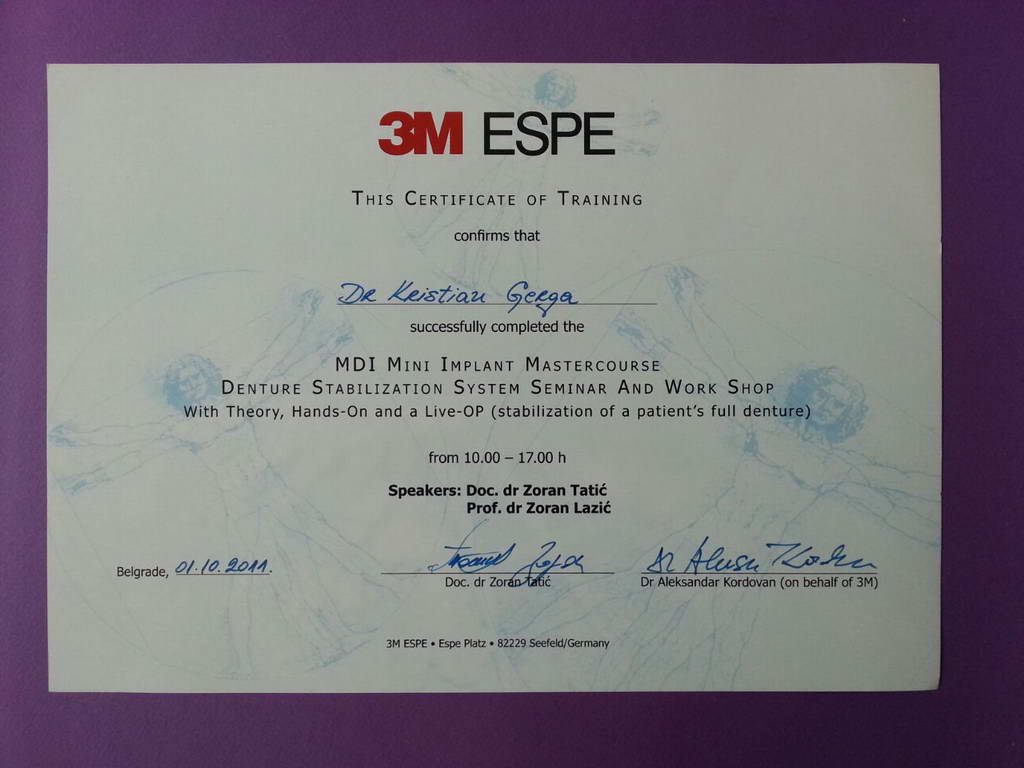 3M ESPE
THIS CERTIFICATE OF TRAINING
confirms that
Dr Kristian Gerga
successfully completed the
MDI MINI IMPLANT MASTERCOURSE
DENTURE STABILIZATION SYSTEM SEMINAR AND WORK SHOP
With Theory, Hands-On and a Live-OP (stabilization of a patient's full denture)
from 10.00 – 17.00 h
Speakers: Doc. dr Zoran Tatić
Prof. dr Zoran Lazić
Belgrade, 01.10.2011.
Doc. dr Zoran Tatić
Dr Aleksandar Kordovan (on behalf of 3M)
3M ESPE • Espe Platz • 82229 Seefeld/Germany